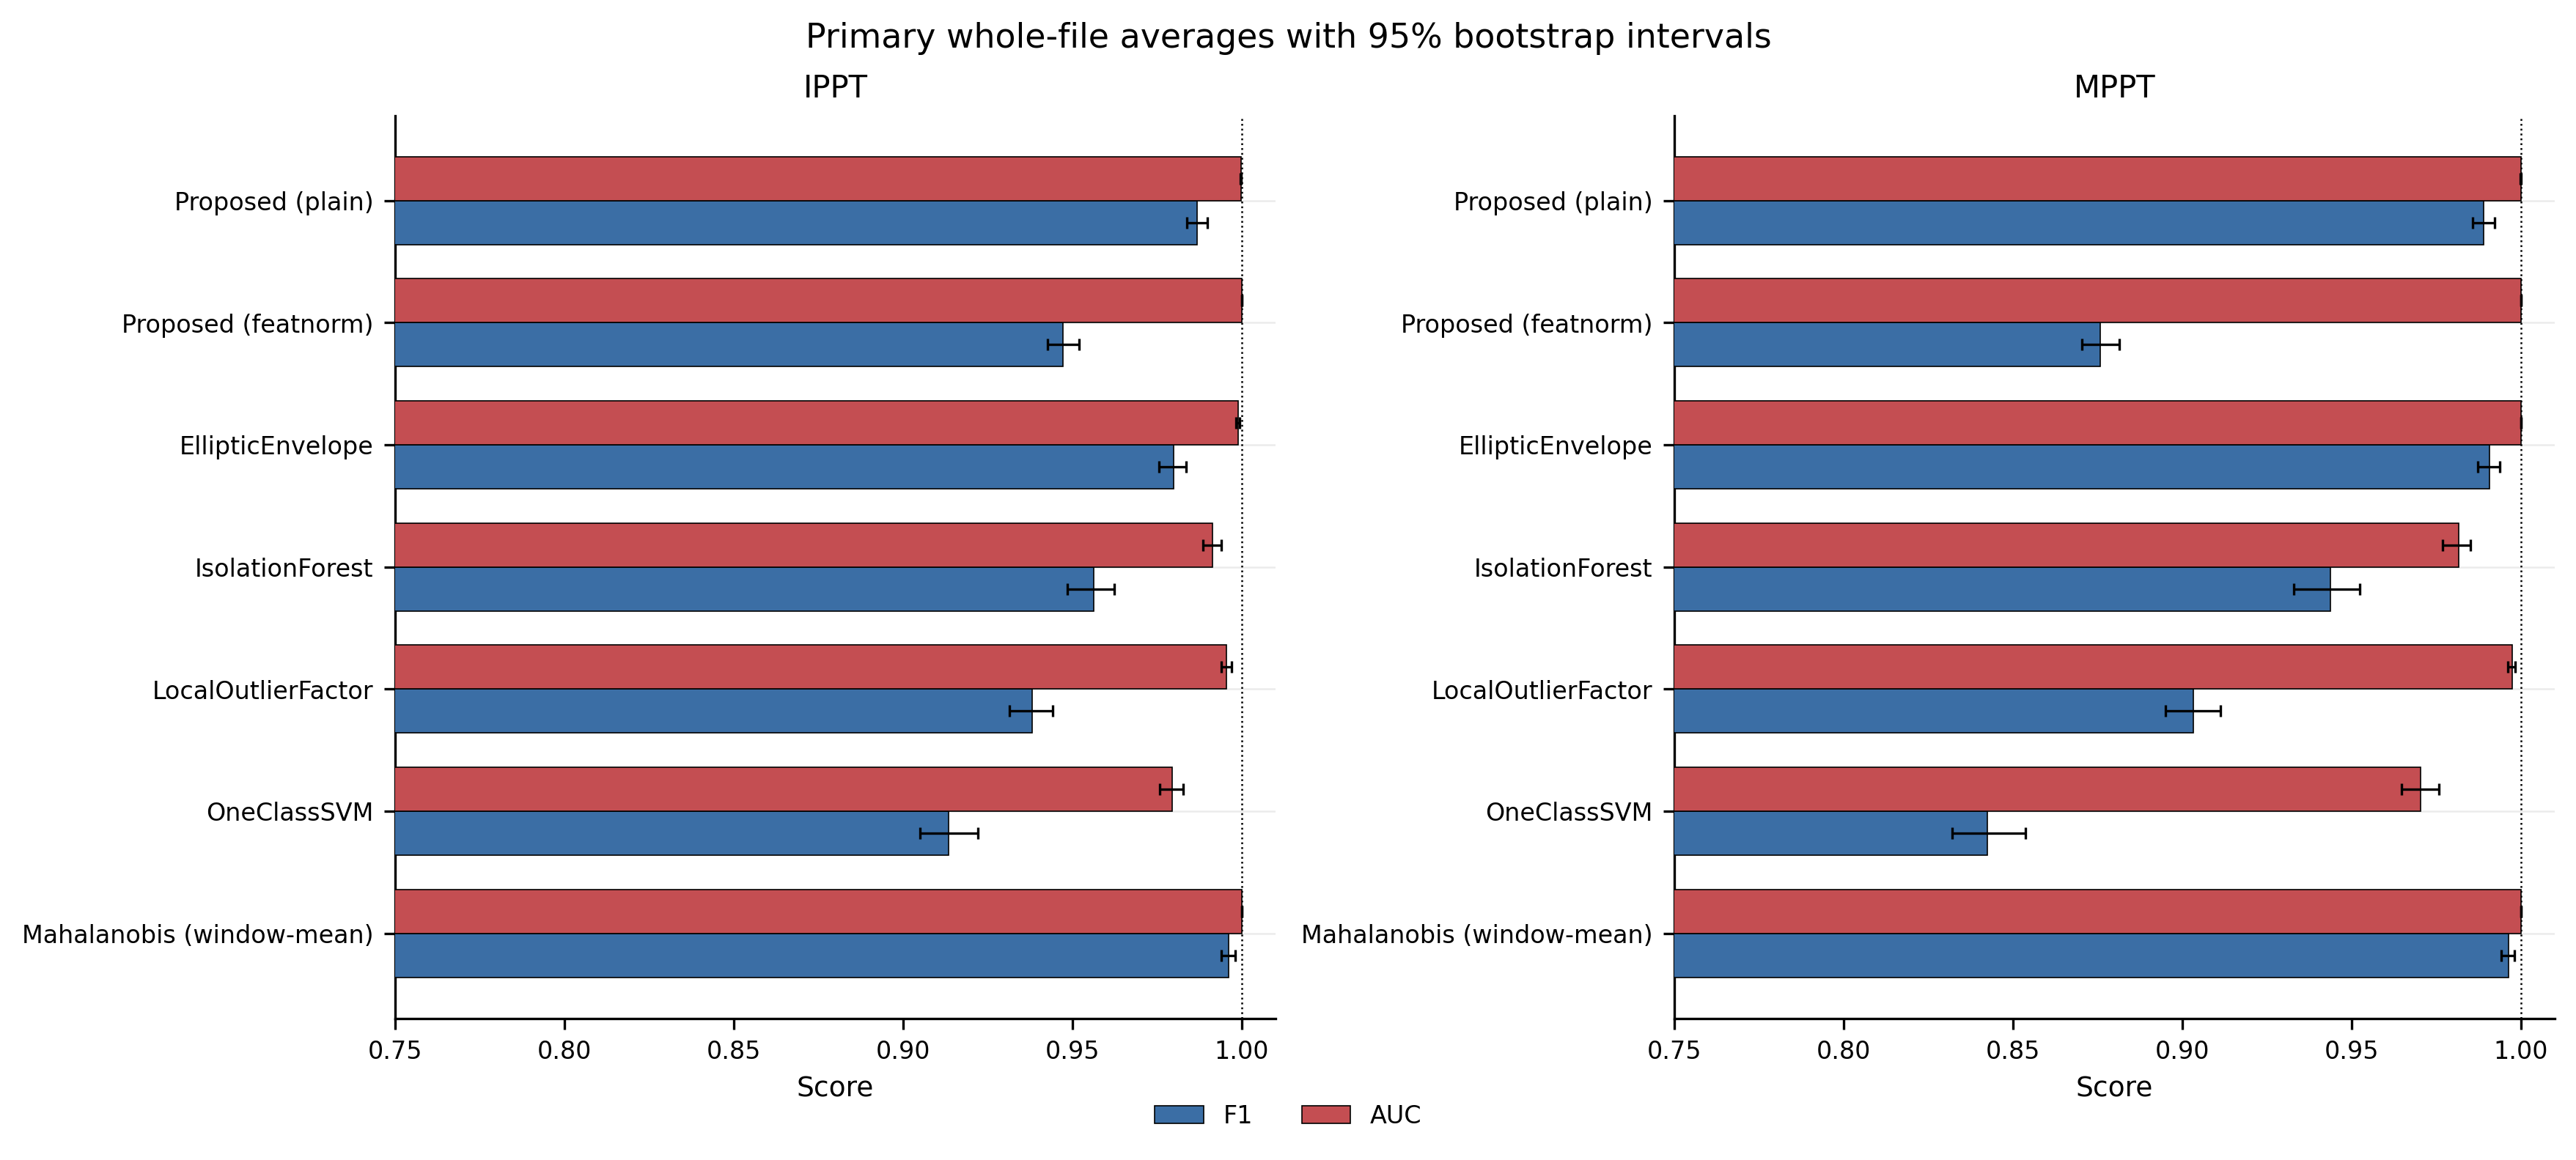 Primary whole-file averages with 95% bootstrap intervals
IPPT
Proposed (plain)
Proposed (featnorm)
EllipticEnvelope
IsolationForest
LocalOutlierFactor
OneClassSVM
Mahalanobis (window-mean)
0.75 0.80 0.85 0.90 0.95 1.00
Score
MPPT
Proposed (plain)
Proposed (featnorm)
EllipticEnvelope
IsolationForest
LocalOutlierFactor
OneClassSVM
Mahalanobis (window-mean)
0.75 0.80 0.85 0.90 0.95 1.00
Score
F1 AUC